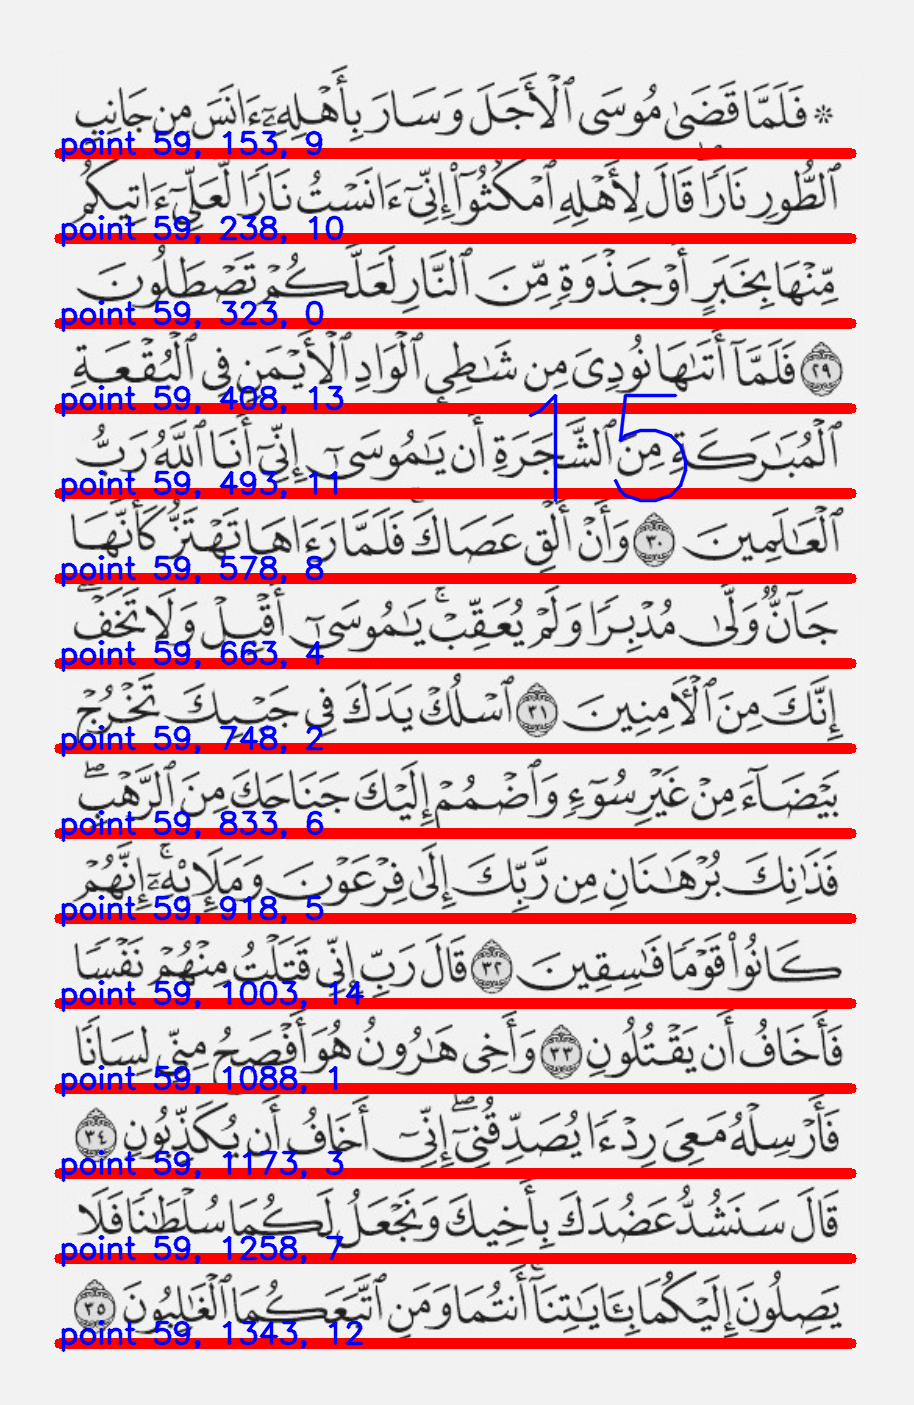 ۞ فَلَمَّا قَضَىٰ مُوسَى ٱلْأَجَلَ وَسَارَ بِأَهْلِهِۦٓ ءَانَسَ مِن جَانِبِ
point 59, 153, 9
ٱلطُّورِ نَارًۭا قَالَ لِأَهْلِهِ ٱمْكُثُوٓا۟ إِنِّىٓ ءَانَسْتُ نَارًۭا لَّعَلِّىٓ ءَاتِيكُم
point 59, 238, 10
مِّنْهَا بِخَبَرٍ أَوْ جَذْوَةٍۢ مِّنَ ٱلنَّارِ لَعَلَّكُمْ تَصْطَلُونَ
point 59, 323, 0
٢٩ فَلَمَّآ أَتَىٰهَا نُودِىَ مِن شَٰطِئِ ٱلْوَادِ ٱلْأَيْمَنِ فِى ٱلْبُقْعَةِ
point 59, 408, 13
ٱلْمُبَٰرَكَةِ مِنَ ٱلشَّجَرَةِ أَن يَٰمُوسَىٰٓ إِنِّىٓ أَنَا ٱللَّهُ رَبُّ
15
point 59, 493, 11
ٱلْعَٰلَمِينَ ٣٠ وَأَنْ أَلْقِ عَصَاكَ ۖ فَلَمَّا رَءَاهَا تَهْتَزُّ كَأَنَّهَا
point 59, 578, 8
جَآنٌّۭ وَلَّىٰ مُدْبِرًۭا وَلَمْ يُعَقِّبْ ۚ يَٰمُوسَىٰٓ أَقْبِلْ وَلَا تَخَفْ ۖ
point 59, 663, 4
إِنَّكَ مِنَ ٱلْءَامِنِينَ ٣١ ٱسْلُكْ يَدَكَ فِى جَيْبِكَ تَخْرُجْ
point 59, 748, 2
بَيْضَآءَ مِنْ غَيْرِ سُوٓءٍۢ وَٱضْمُمْ إِلَيْكَ جَنَاحَكَ مِنَ ٱلرَّهْبِ ۖ
point 59, 833, 6
فَذَٰنِكَ بُرْهَٰنَانِ مِن رَّبِّكَ إِلَىٰ فِرْعَوْنَ وَمَلَإِي۟هِۦٓ ۚ إِنَّهُمْ
point 59, 918, 5
كَانُوا۟ قَوْمًۭا فَٰسِقِينَ ٣٢ قَالَ رَبِّ إِنِّى قَتَلْتُ مِنْهُمْ نَفْسًۭا
point 59, 1003, 14
فَأَخَافُ أَن يَقْتُلُونِ ٣٣ وَأَخِى هَٰرُونُ هُوَ أَفْصَحُ مِنِّى لِسَانًۭا
point 59, 1088, 1
فَأَرْسِلْهُ مَعِىَ رِدْءًۭا يُصَدِّقُنِىٓ ۖ إِنِّىٓ أَخَافُ أَن يُكَذِّبُونِ ٣٤
point 59, 1173, 3
قَالَ سَنَشُدُّ عَضُدَكَ بِأَخِيكَ وَنَجْعَلُ لَكُمَا سُلْطَٰنًۭا فَلَا
point 59, 1258, 7
يَصِلُونَ إِلَيْكُمَا ۚ بِـَٔايَٰتِنَآ أَنتُمَا وَمَنِ ٱتَّبَعَكُمَا ٱلْغَٰلِبُونَ ٣٥
point 59, 1343, 12